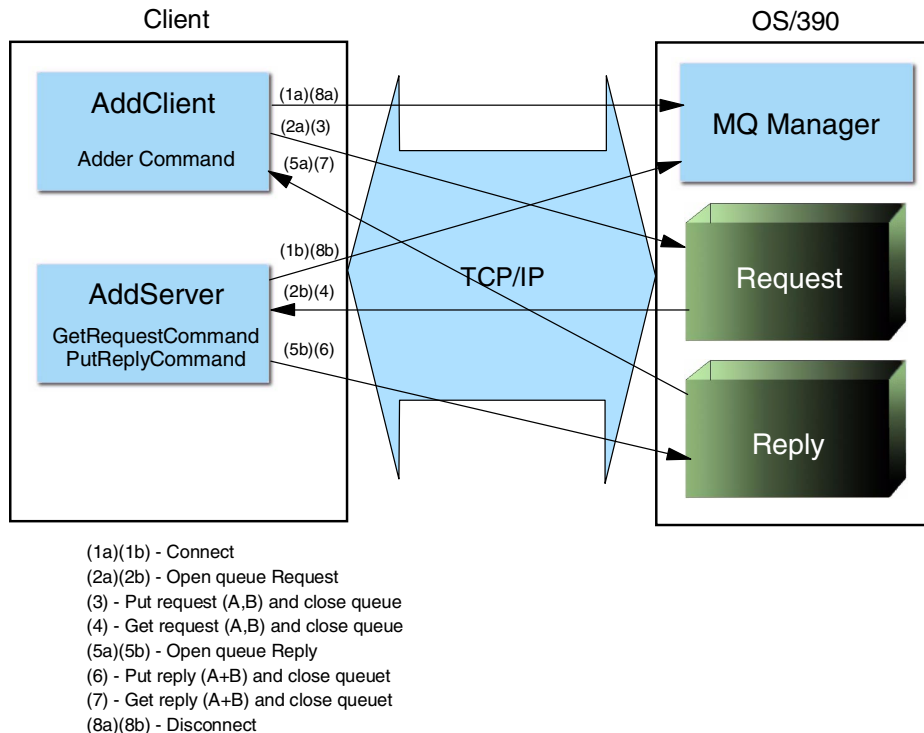 Client
OS/390
AddClient
Adder Command
(1a)(8a)
(2a)(3)
(5a)(7)
MQ Manager
AddServer
GetRequestCommand
PutReplyCommand
(1b)(8b)
(2b)(4)
(5b)(6)
TCP/IP
Request
Reply
(1a)(1b) - Connect
(2a)(2b) - Open queue Request
(3) - Put request (A,B) and close queue
(4) - Get request (A,B) and close queue
(5a)(5b) - Open queue Reply
(6) - Put reply (A+B) and close queuet
(7) - Get reply (A+B) and close queuet
(8a)(8b) - Disconnect